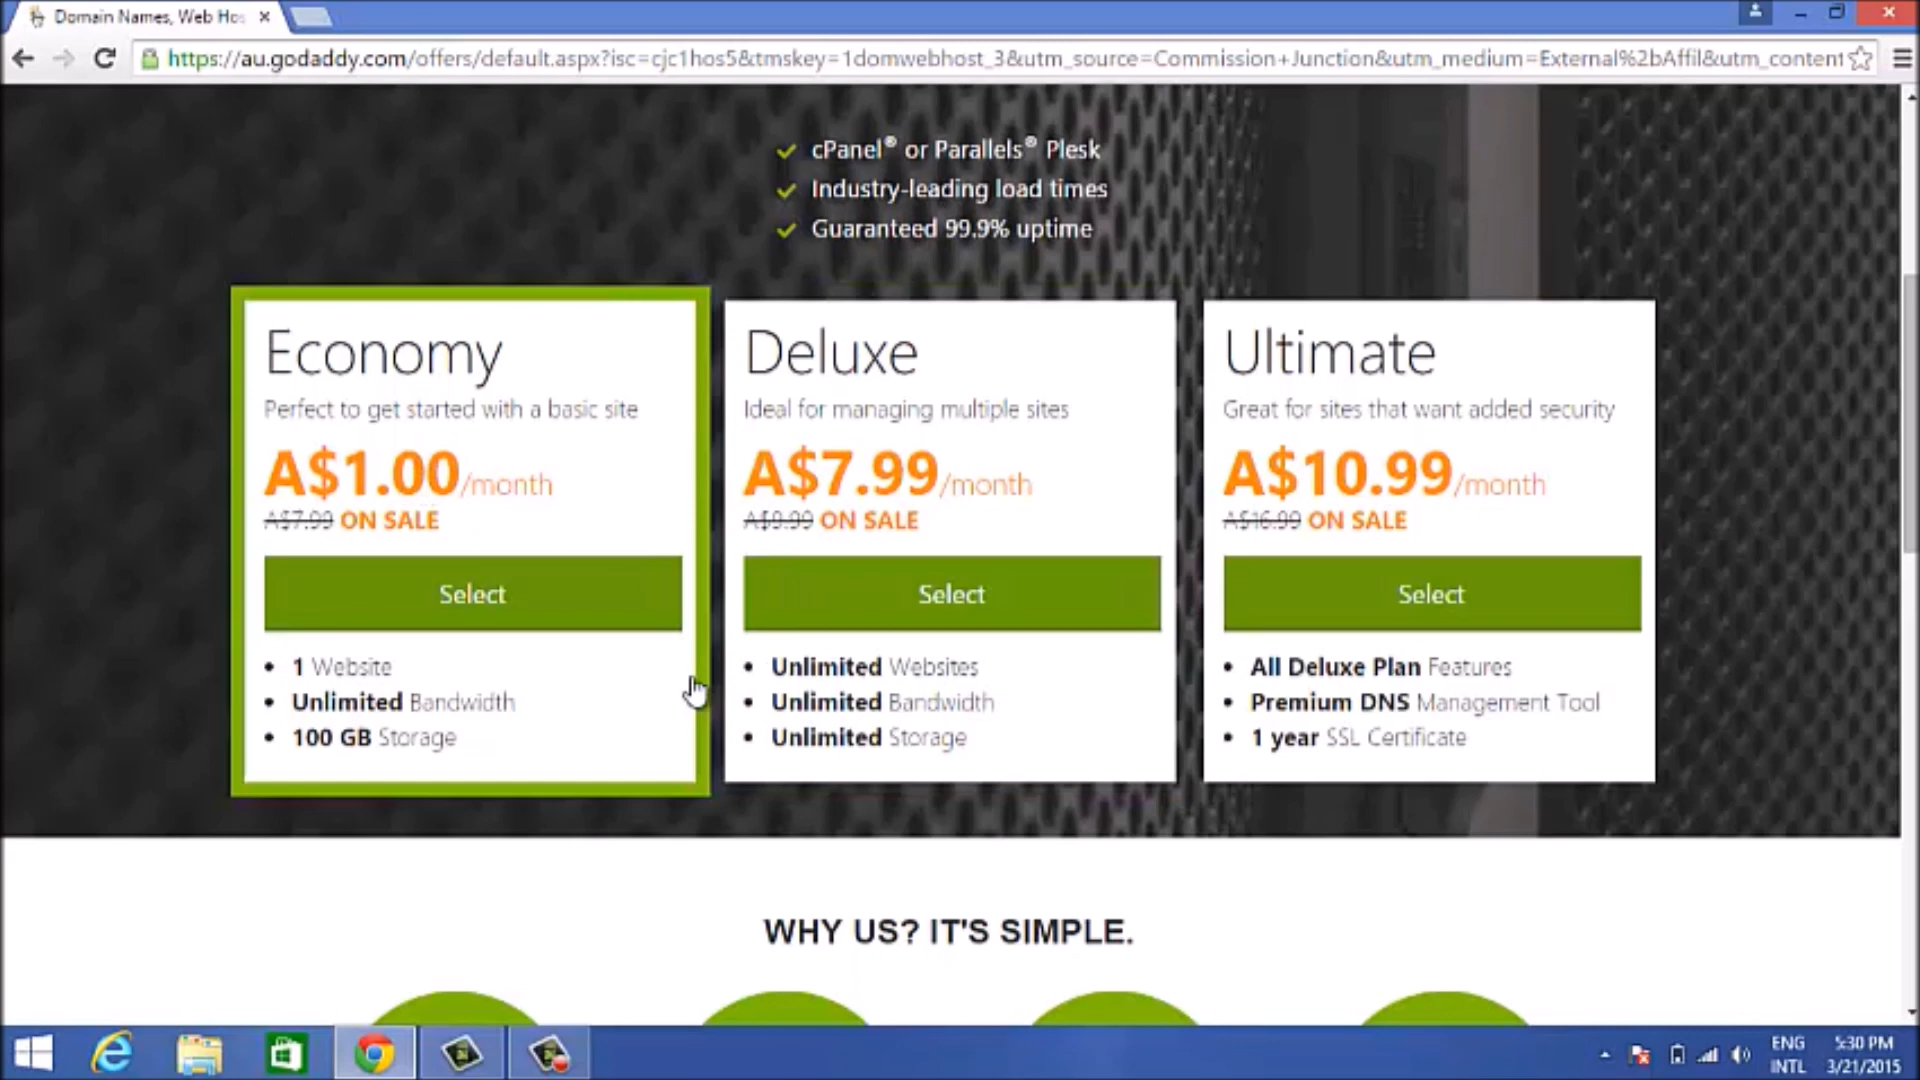 Domain Names, Web Hos
https://au.godaddy.com/offers/default.aspx?isc=cjc1hos5&tmskey=1domwebhost_3&utm_source=Commission+Junction&utm_medium=External%2bAffil&utm_content
cPanel® or Parallels® Plesk
Industry-leading load times
Guaranteed 99.9% uptime
Economy
Perfect to get started with a basic site
A$1.00/month
A$7.99 ON SALE
Select
• 1 Website
• Unlimited Bandwidth
• 100 GB Storage
Deluxe
Ideal for managing multiple sites
A$7.99/month
A$9.99 ON SALE
Select
• Unlimited Websites
• Unlimited Bandwidth
• Unlimited Storage
Ultimate
Great for sites that want added security
A$10.99/month
A$16.99 ON SALE
Select
• All Deluxe Plan Features
• Premium DNS Management Tool
• 1 year SSL Certificate
WHY US? IT'S SIMPLE.
ENG
INTL
5:30 PM
3/21/2015